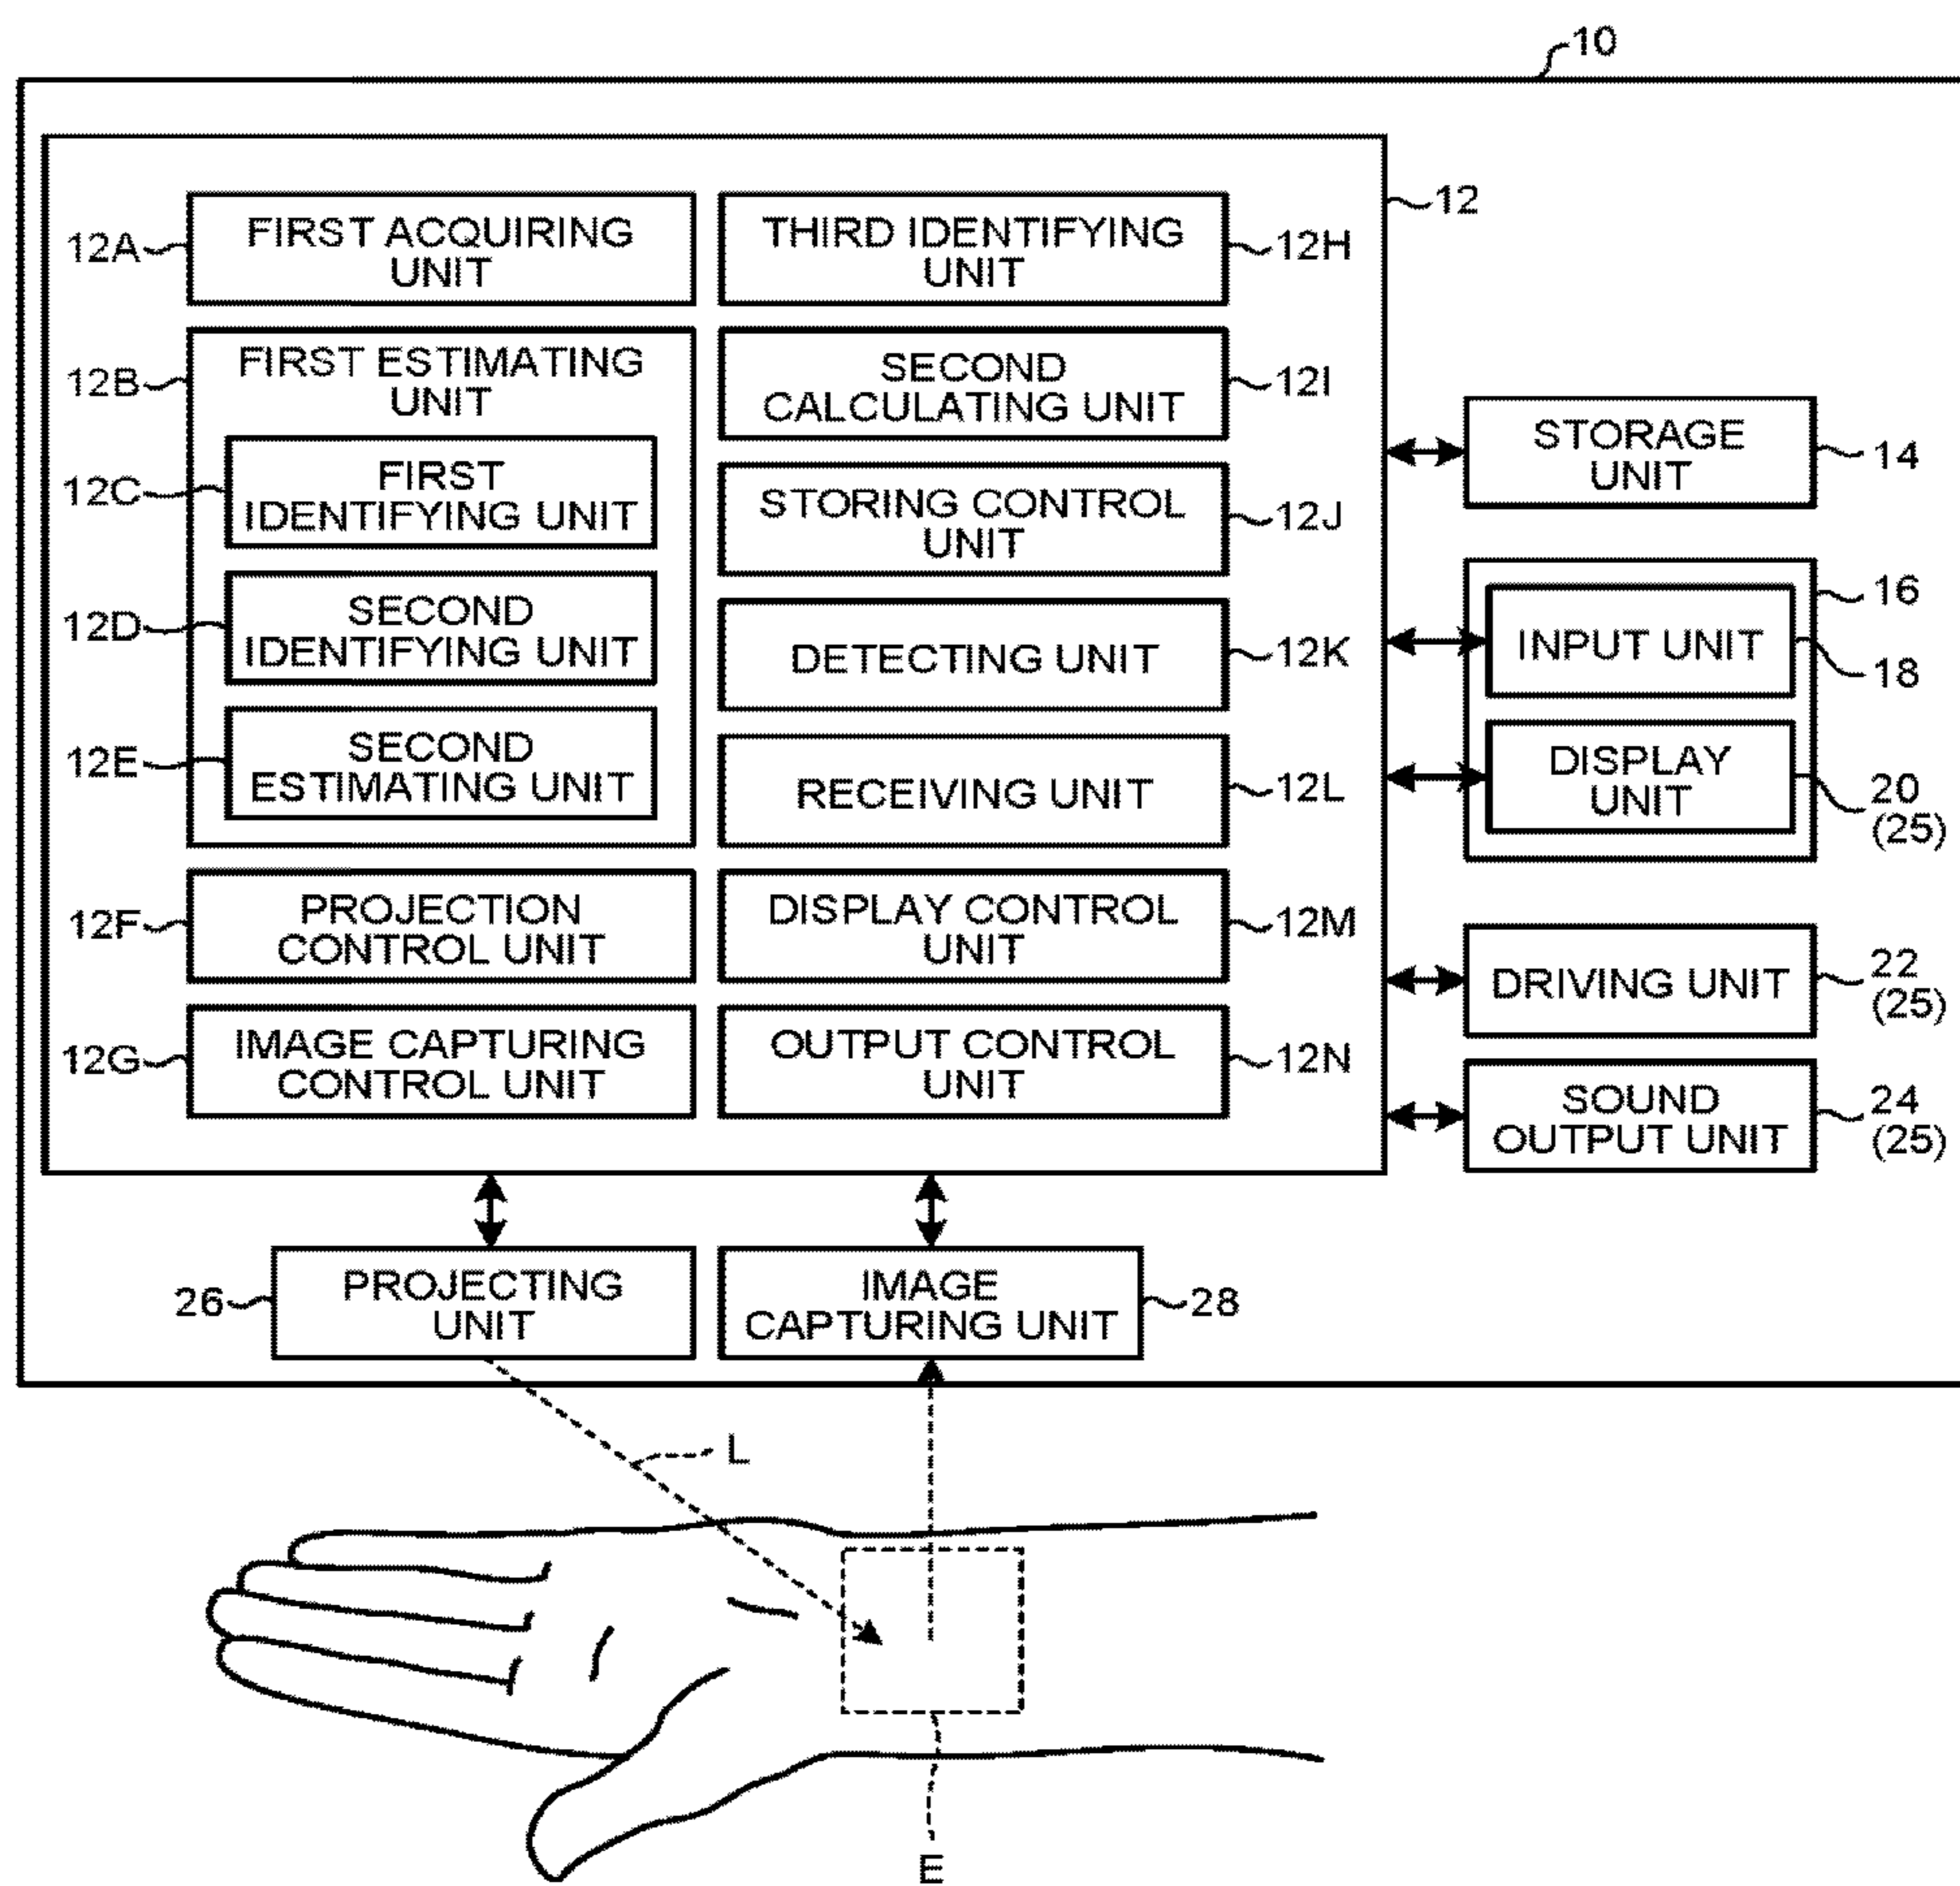 10
12
12A
FIRST ACQUIRING
UNIT
THIRD IDENTIFYING
UNIT
12H
12B
FIRST ESTIMATING
UNIT
SECOND
CALCULATING UNIT
12I
12C
FIRST
IDENTIFYING UNIT
STORING CONTROL
UNIT
12J
12D
SECOND
IDENTIFYING UNIT
DETECTING UNIT
12K
12E
SECOND
ESTIMATING UNIT
RECEIVING UNIT
12L
12F
PROJECTION
CONTROL UNIT
DISPLAY CONTROL
UNIT
12M
12G
IMAGE CAPTURING
CONTROL UNIT
OUTPUT CONTROL
UNIT
12N
STORAGE
UNIT
14
16
INPUT UNIT
18
DISPLAY
UNIT
20
(25)
DRIVING UNIT
22
(25)
SOUND
OUTPUT UNIT
24
(25)
26
PROJECTING
UNIT
IMAGE
CAPTURING UNIT
28
L
E